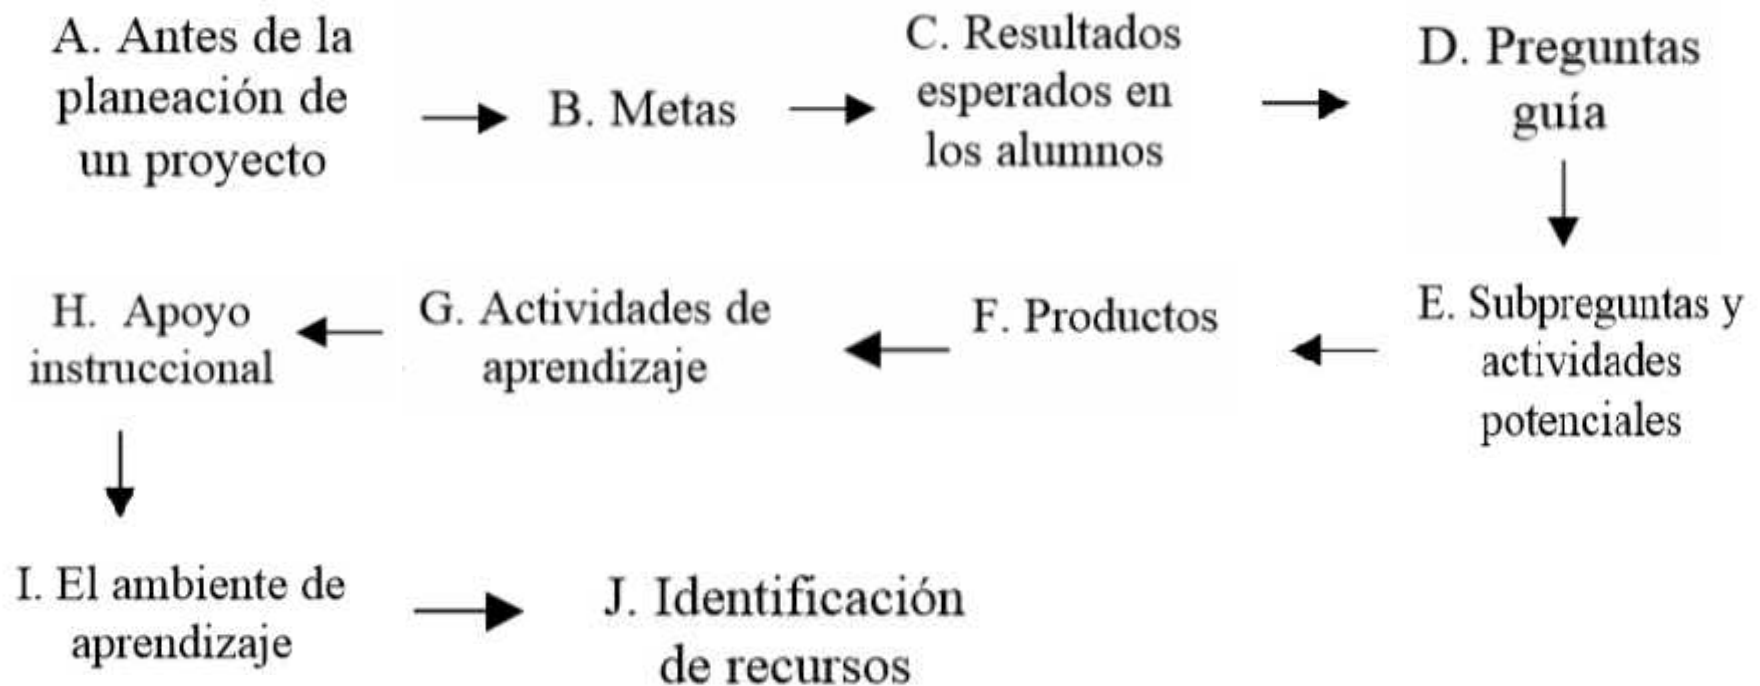 A. Antes de la
planeación de
un proyecto
B. Metas
C. Resultados
esperados en
los alumnos
D. Preguntas
guía
E. Subpreguntas y
actividades
potenciales
F. Productos
G. Actividades de
aprendizaje
H. Apoyo
instruccional
I. El ambiente de
aprendizaje
J. Identificación
de recursos